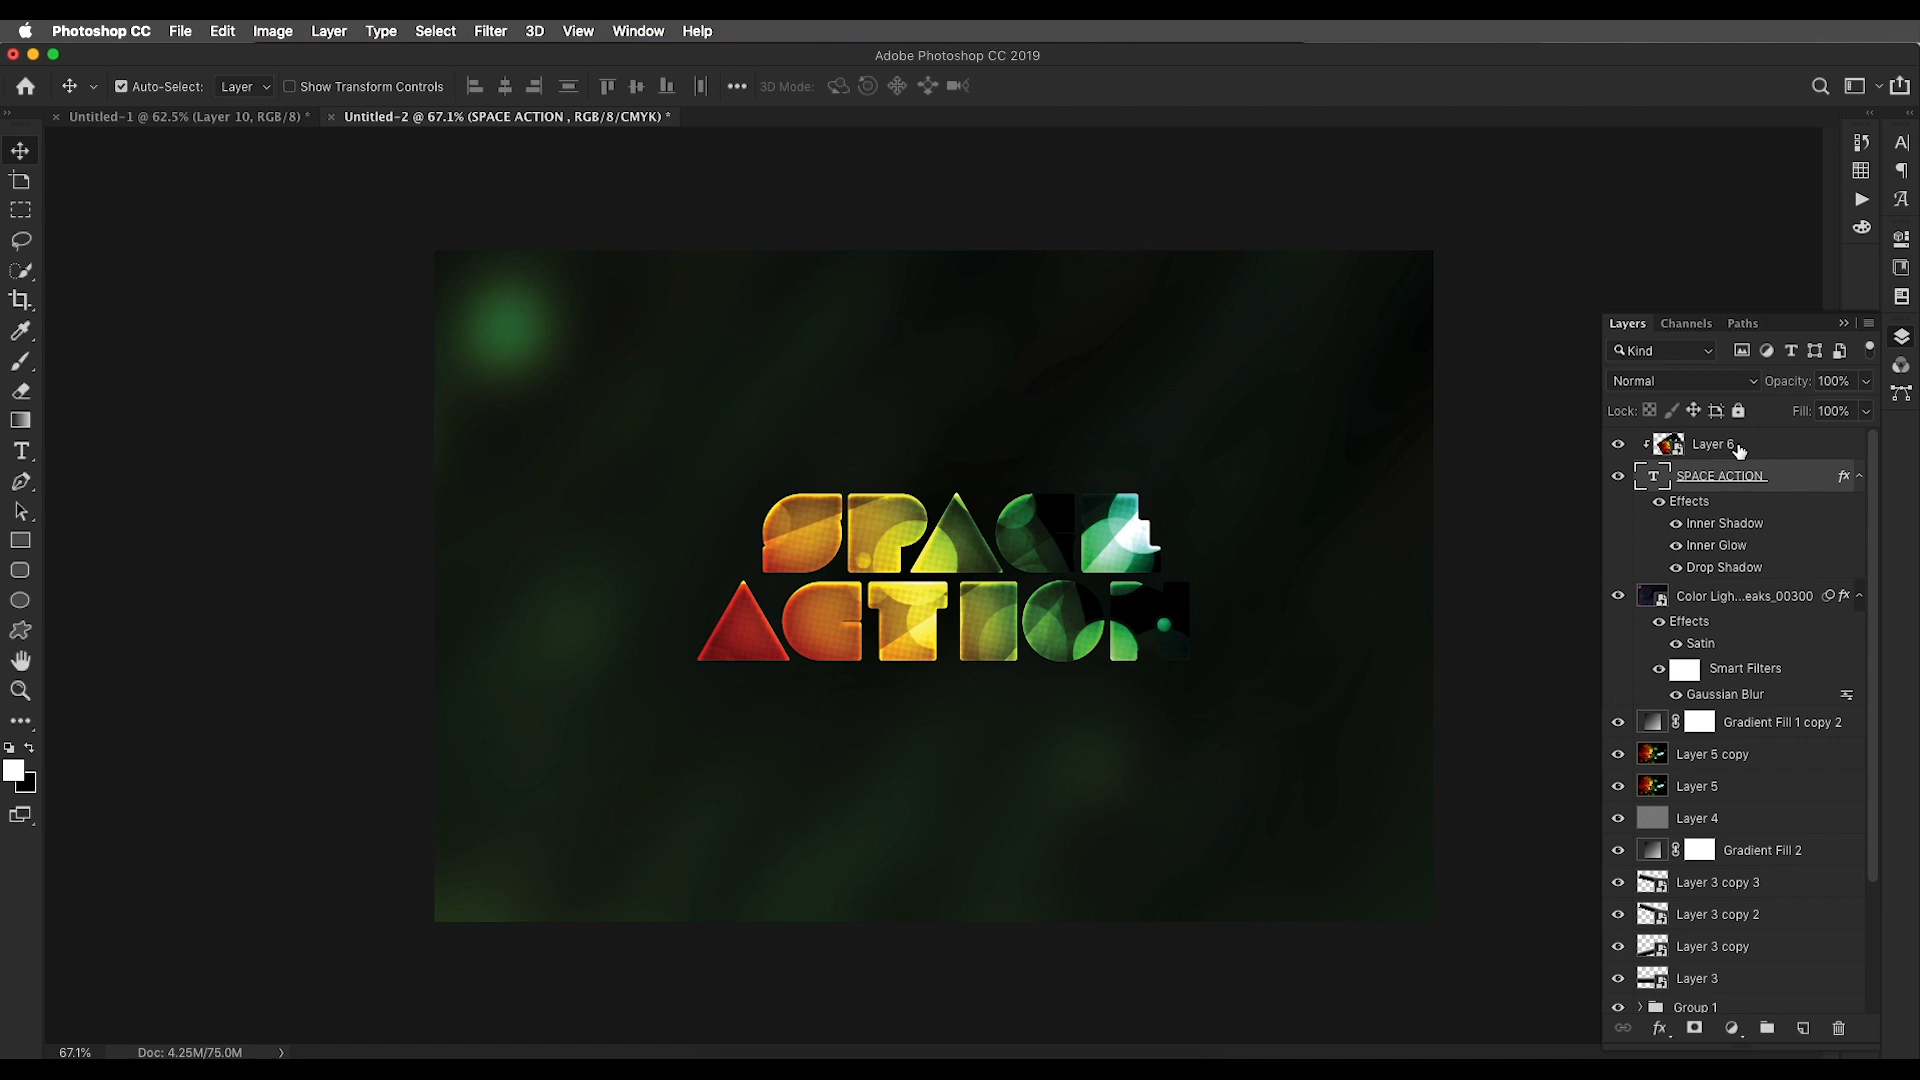 Photoshop CC File Edit Image Layer Type Select Filter 3D View Window Help
Adobe Photoshop CC 2019
Auto-Select: Layer Show Transform Controls 3D Mode:
Untitled-1 @ 62.5% (Layer 10, RGB/8) * Untitled-2 @ 67.1% (SPACE ACTION , RGB/8/CMYK) *
Layers Channels Paths
Kind
Normal Opacity: 100%
Lock: Fill: 100%
Layer 6
SPACE ACTION
Effects
Inner Shadow
Inner Glow
Drop Shadow
Color Ligh...eaks_00300
Effects
Satin
Smart Filters
Gaussian Blur
Gradient Fill 1 copy 2
Layer 5 copy
Layer 5
Layer 4
Gradient Fill 2
Layer 3 copy 3
Layer 3 copy 2
Layer 3 copy
Layer 3
Group 1
SPACE
ACTION
67.1% Doc: 4.25M/75.0M